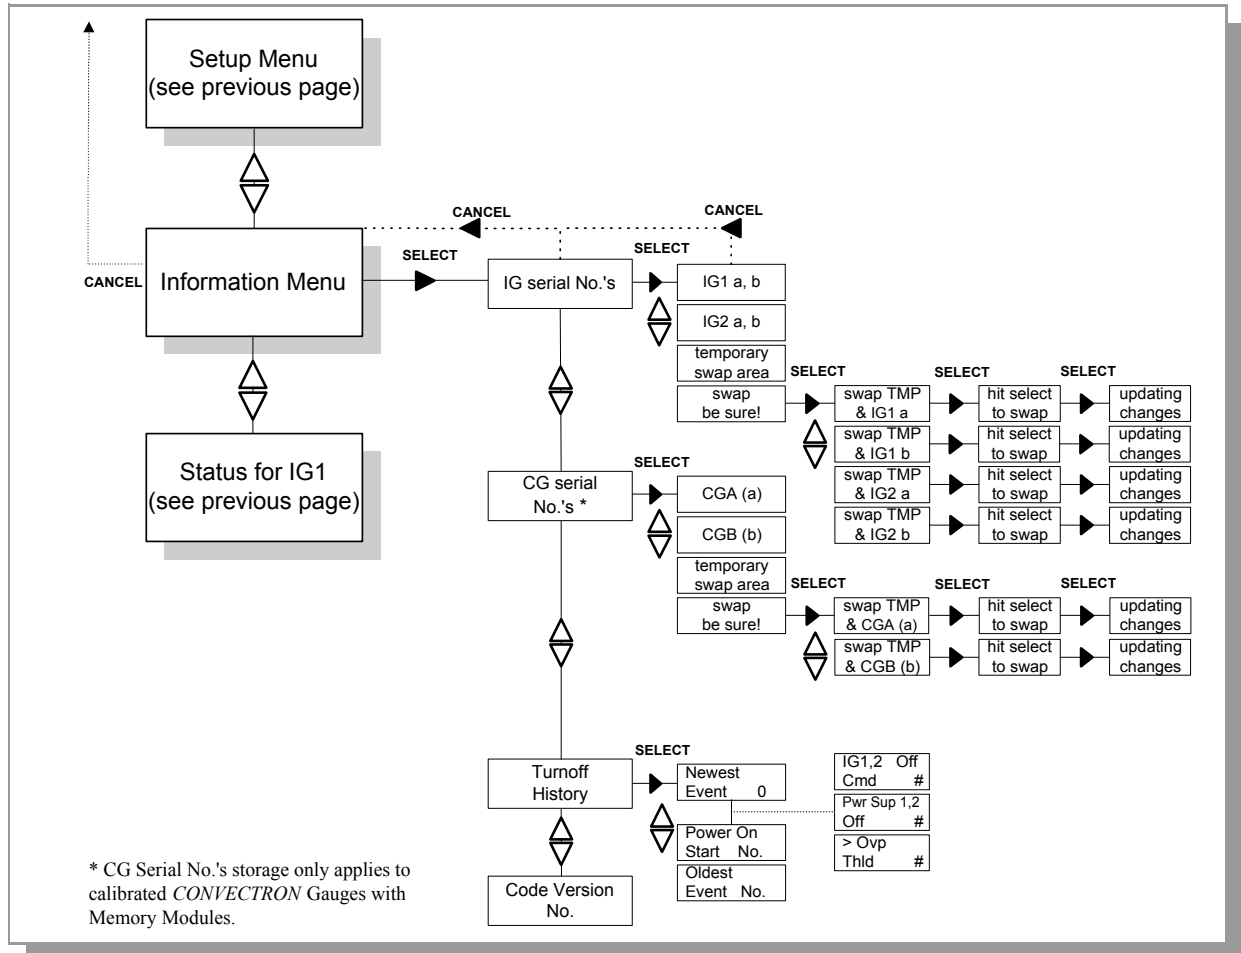 Setup Menu
(see previous page)
CANCEL
Information Menu
SELECT
CANCEL
CANCEL
IG serial No.'s
SELECT
IG1 a, b
IG2 a, b
temporary
swap area
swap
be sure!
SELECT
swap TMP
& IG1 a
SELECT
hit select
to swap
SELECT
updating
changes
swap TMP
& IG1 b
hit select
to swap
updating
changes
swap TMP
& IG2 a
hit select
to swap
updating
changes
swap TMP
& IG2 b
hit select
to swap
updating
changes
Status for IG1
(see previous page)
CG serial
No.'s *
SELECT
CGA (a)
CGB (b)
temporary
swap area
swap
be sure!
SELECT
swap TMP
& CGA (a)
SELECT
hit select
to swap
SELECT
updating
changes
swap TMP
& CGB (b)
hit select
to swap
updating
changes
Turnoff
History
SELECT
Newest
Event 0
Power On
Start No.
Oldest
Event No.
IG1,2 Off
Cmd #
Pwr Sup 1,2
Off #
> Ovp
Thld #
Code Version
No.
* CG Serial No.'s storage only applies to
calibrated CONVECTRON Gauges with
Memory Modules.